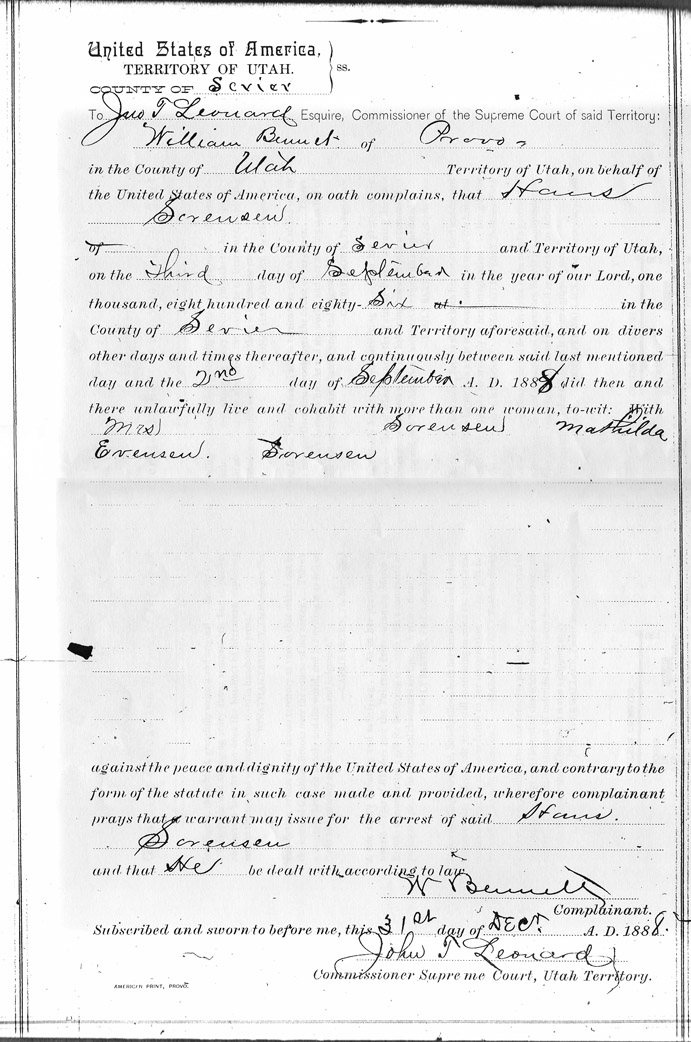 United States of America,
TERRITORY OF UTAH. } ss.
COUNTY OF Sevier
To Jno T Leonard Esquire, Commissioner of the Supreme Court of said Territory:
William Bennet of Provo
in the County of Utah Territory of Utah, on behalf of
the United States of America, on oath complains, that Hans
Sorensen
of in the County of Sevier and Territory of Utah,
on the Third day of September in the year of our Lord, one
thousand, eight hundred and eighty-Six at in the
County of Sevier and Territory aforesaid, and on divers
other days and times thereafter, and continuously between said last mentioned
day and the 2nd day of September A. D. 1888 did then and
there unlawfully live and cohabit with more than one woman, to-wit: With
Mrs Sorensen Mathilda
Evensen. Sorensen
against the peace and dignity of the United States of America, and contrary to the
form of the statute in such case made and provided, wherefore complainant
prays that a warrant may issue for the arrest of said Hans.
Sorensen
and that He be dealt with according to law
W Bennett
Complainant.
Subscribed and sworn to before me, this 31st day of Dec. A. D. 1888.
John T Leonard
Commissioner Supreme Court, Utah Territory.
AMERICAN PRINT, PROVO.